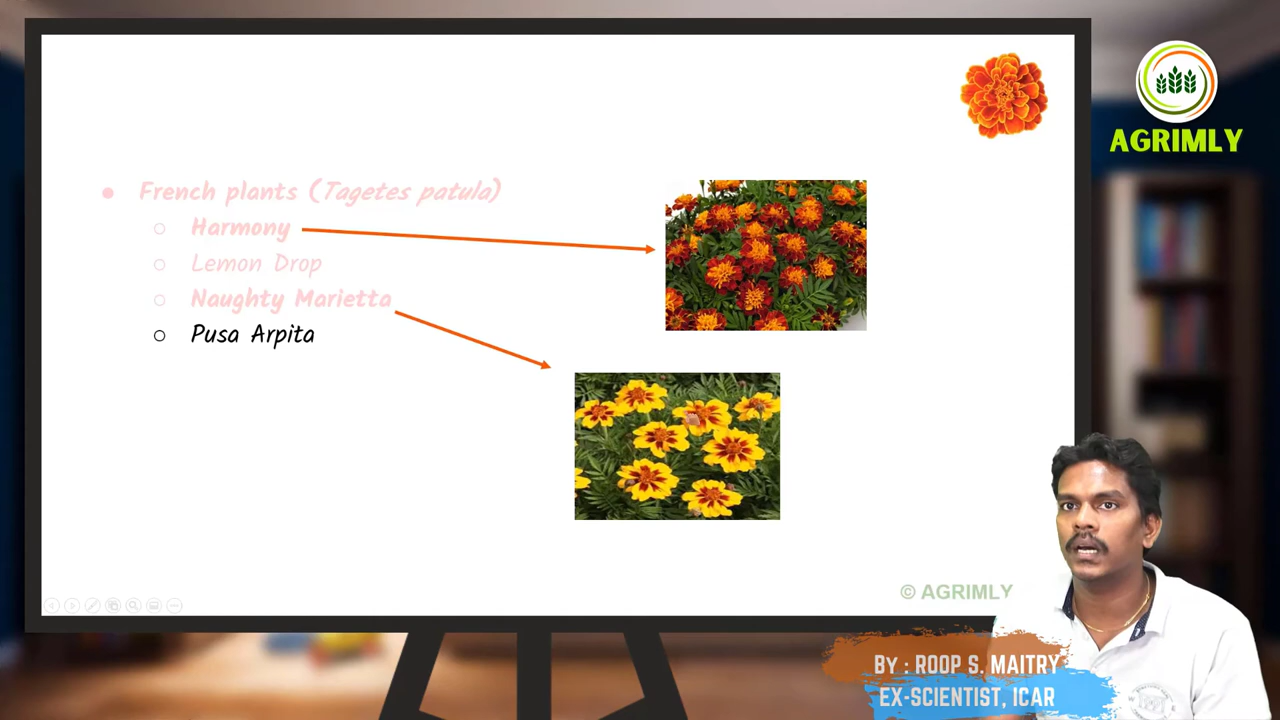 AGRIMLY
French plants (Tagetes patula)
Harmony
Lemon Drop
Naughty Marietta
Pusa Arpita
© AGRIMLY
BY : ROOP S. MAITRY
EX-SCIENTIST, ICAR